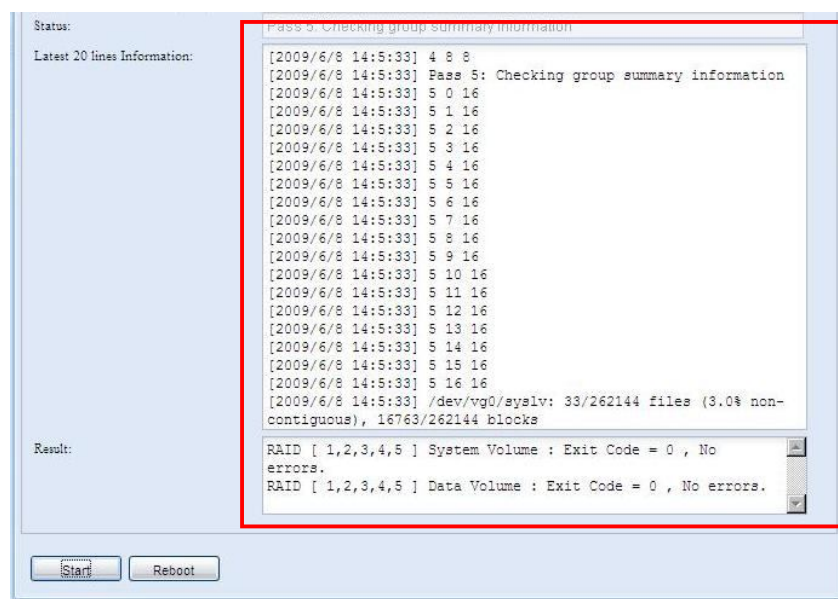 Status:
Pass 5: Checking group summary information
Latest 20 lines Information:
[2009/6/8 14:5:33] 4 8 8
[2009/6/8 14:5:33] Pass 5: Checking group summary information
[2009/6/8 14:5:33] 5 0 16
[2009/6/8 14:5:33] 5 1 16
[2009/6/8 14:5:33] 5 2 16
[2009/6/8 14:5:33] 5 3 16
[2009/6/8 14:5:33] 5 4 16
[2009/6/8 14:5:33] 5 5 16
[2009/6/8 14:5:33] 5 6 16
[2009/6/8 14:5:33] 5 7 16
[2009/6/8 14:5:33] 5 8 16
[2009/6/8 14:5:33] 5 9 16
[2009/6/8 14:5:33] 5 10 16
[2009/6/8 14:5:33] 5 11 16
[2009/6/8 14:5:33] 5 12 16
[2009/6/8 14:5:33] 5 13 16
[2009/6/8 14:5:33] 5 14 16
[2009/6/8 14:5:33] 5 15 16
[2009/6/8 14:5:33] 5 16 16
[2009/6/8 14:5:33] /dev/vg0/syslv: 33/262144 files (3.0% non-
contiguous), 16763/262144 blocks
Result:
RAID [ 1,2,3,4,5 ] System Volume : Exit Code = 0 , No
errors.
RAID [ 1,2,3,4,5 ] Data Volume : Exit Code = 0 , No errors.
Start
Reboot